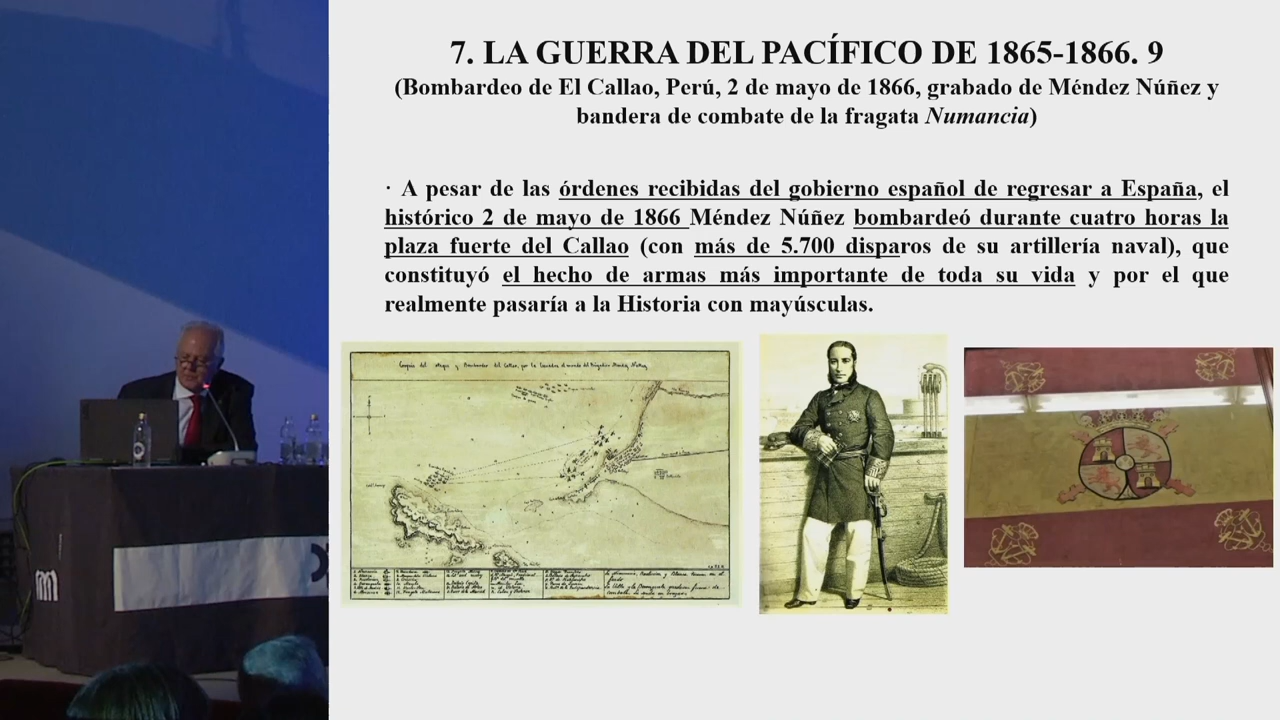 7. LA GUERRA DEL PACÍFICO DE 1865-1866. 9
(Bombardeo de El Callao, Perú, 2 de mayo de 1866, grabado de Méndez Núñez y
bandera de combate de la fragata Numancia)
· A pesar de las órdenes recibidas del gobierno español de regresar a España, el
histórico 2 de mayo de 1866 Méndez Núñez bombardeó durante cuatro horas la
plaza fuerte del Callao (con más de 5.700 disparos de su artillería naval), que
constituyó el hecho de armas más importante de toda su vida y por el que
realmente pasaría a la Historia con mayúsculas.